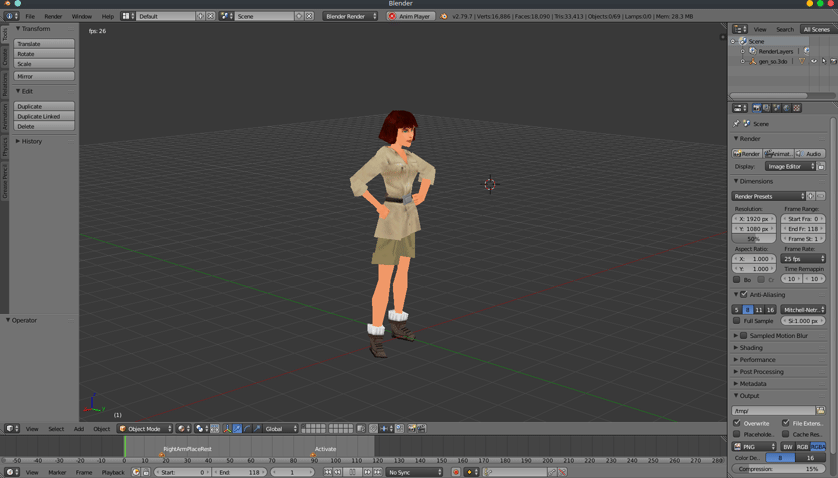 Blender
File Render Window Help Default Scene Blender Render Anim Player v2.79.7 | Verts:16,886 | Faces:18,090 | Tris:33,413 | Objects:0/69 | Lamps:0/0 | Mem: 28.3 MB
View Search All Scenes
fps: 26
Tools
Create
Relations
Animation
Physics
Grease Pencil
Transform
Translate
Rotate
Scale
Mirror
Edit
Duplicate
Duplicate Linked
Delete
History
Operator
(1)
Scene
RenderLayers
gen_so.3do
Scene
Render
Render Animat Audio
Display: Image Editor
Dimensions
Render Presets
Resolution: Frame Range:
X: 1920 px Start Fra: 0
Y: 1080 px End Fr: 118
50% Frame St: 1
Aspect Ratio: Frame Rate:
X: 1.000 25 fps
Y: 1.000 Time Remappin
Bo 10 10
Anti-Aliasing
5 8 11 16 Mitchell-Netr
Full Sample Si:1.000 px
Sampled Motion Blur
Shading
Performance
Post Processing
Metadata
Output
/tmp/
Overwrite File Extens
Placeholde Cache Res
PNG BW RGB RGBA
Color De 8 16
Compression: 15%
View Select Add Object Object Mode Global
RightArmPlaceRest Activate
-50 -40 -30 -20 -10 0 10 20 30 40 50 60 70 80 90 100 110 120 130 140 150 160 170 180 190 200 210 220 230 240 250 260 270 280
View Marker Frame Playback Start: 0 End: 118 1 No Sync